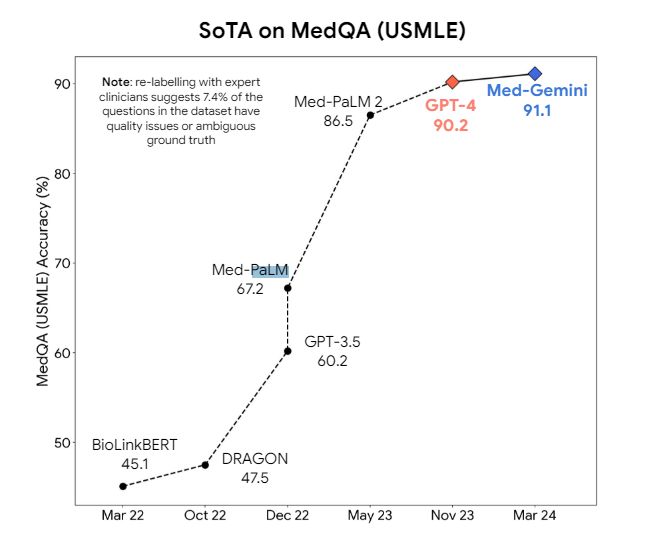 SoTA on MedQA (USMLE)
Note: re-labelling with expert
clinicians suggests 7.4% of the
questions in the dataset have
quality issues or ambiguous
ground truth
MedQA (USMLE) Accuracy (%)
90
80
70
60
50
BioLinkBERT
45.1
DRAGON
47.5
GPT-3.5
60.2
Med-PaLM
67.2
Med-PaLM 2
86.5
GPT-4
90.2
Med-Gemini
91.1
Mar 22
Oct 22
Dec 22
May 23
Nov 23
Mar 24